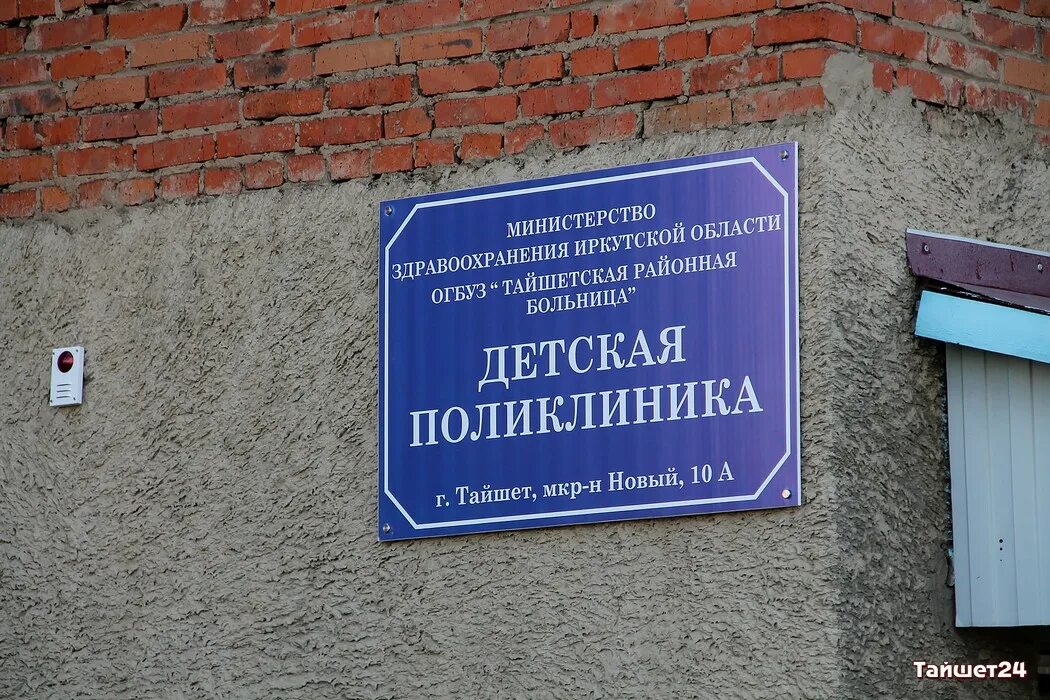 МИНИСТЕРСТВО
ЗДРАВООХРАНЕНИЯ ИРКУТСКОЙ ОБЛАСТИ
ОГБУЗ “ ТАЙШЕТСКАЯ РАЙОННАЯ
БОЛЬНИЦА”
ДЕТСКАЯ
ПОЛИКЛИНИКА
г. Тайшет, мкр-н Новый, 10 А
Тайшет24